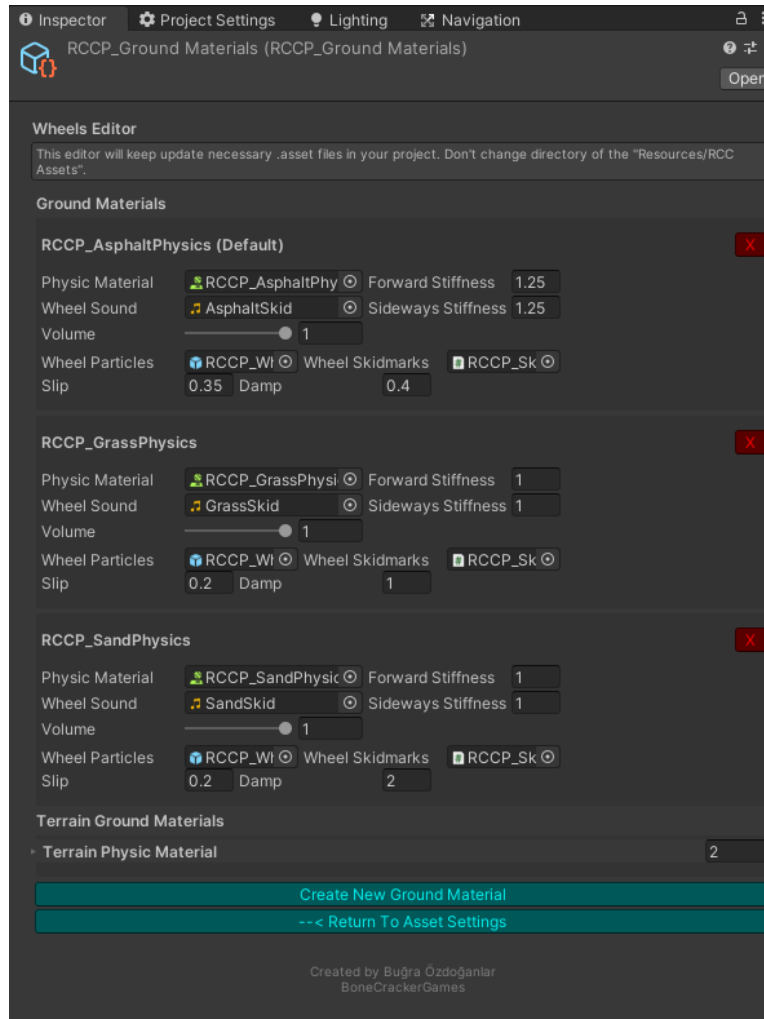 Inspector Project Settings Lighting Navigation
RCCP_Ground Materials (RCCP_Ground Materials)
Open
Wheels Editor
This editor will keep update necessary .asset files in your project. Don't change directory of the "Resources/RCC
Assets".
Ground Materials
RCCP_AsphaltPhysics (Default) X
Physic Material RCCP_AsphaltPhy Forward Stiffness 1.25
Wheel Sound AsphaltSkid Sideways Stiffness 1.25
Volume 1
Wheel Particles RCCP_Wh Wheel Skidmarks RCCP_Sk
Slip 0.35 Damp 0.4
RCCP_GrassPhysics X
Physic Material RCCP_GrassPhysi Forward Stiffness 1
Wheel Sound GrassSkid Sideways Stiffness 1
Volume 1
Wheel Particles RCCP_Wh Wheel Skidmarks RCCP_Sk
Slip 0.2 Damp 1
RCCP_SandPhysics X
Physic Material RCCP_SandPhysic Forward Stiffness 1
Wheel Sound SandSkid Sideways Stiffness 1
Volume 1
Wheel Particles RCCP_Wh Wheel Skidmarks RCCP_Sk
Slip 0.2 Damp 2
Terrain Ground Materials
Terrain Physic Material 2
Create New Ground Material
--< Return To Asset Settings
Created by Buğra Özdoğanlar
BoneCrackerGames